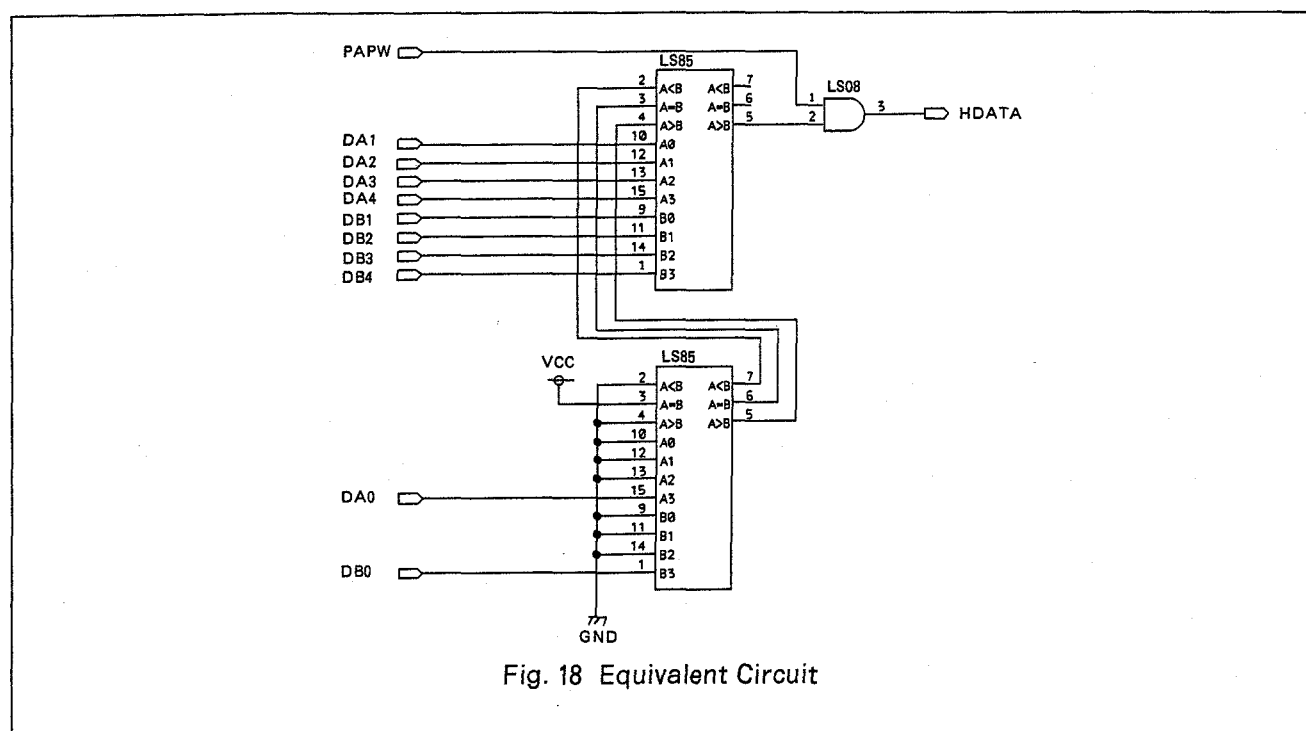 PAPW
LS85
2 A<B A<B 7
3 A=B A=B 6
4 A>B A>B 5
1 LS08
2
3 HDATA
DA1 10 A0
DA2 12 A1
DA3 13 A2
DA4 15 A3
DB1 9 B0
DB2 11 B1
DB3 14 B2
DB4 1 B3
VCC
LS85
2 A<B A<B 7
3 A=B A=B 6
4 A>B A>B 5
10 A0
12 A1
13 A2
DA0 15 A3
9 B0
11 B1
14 B2
DB0 1 B3
GND
Fig. 18 Equivalent Circuit